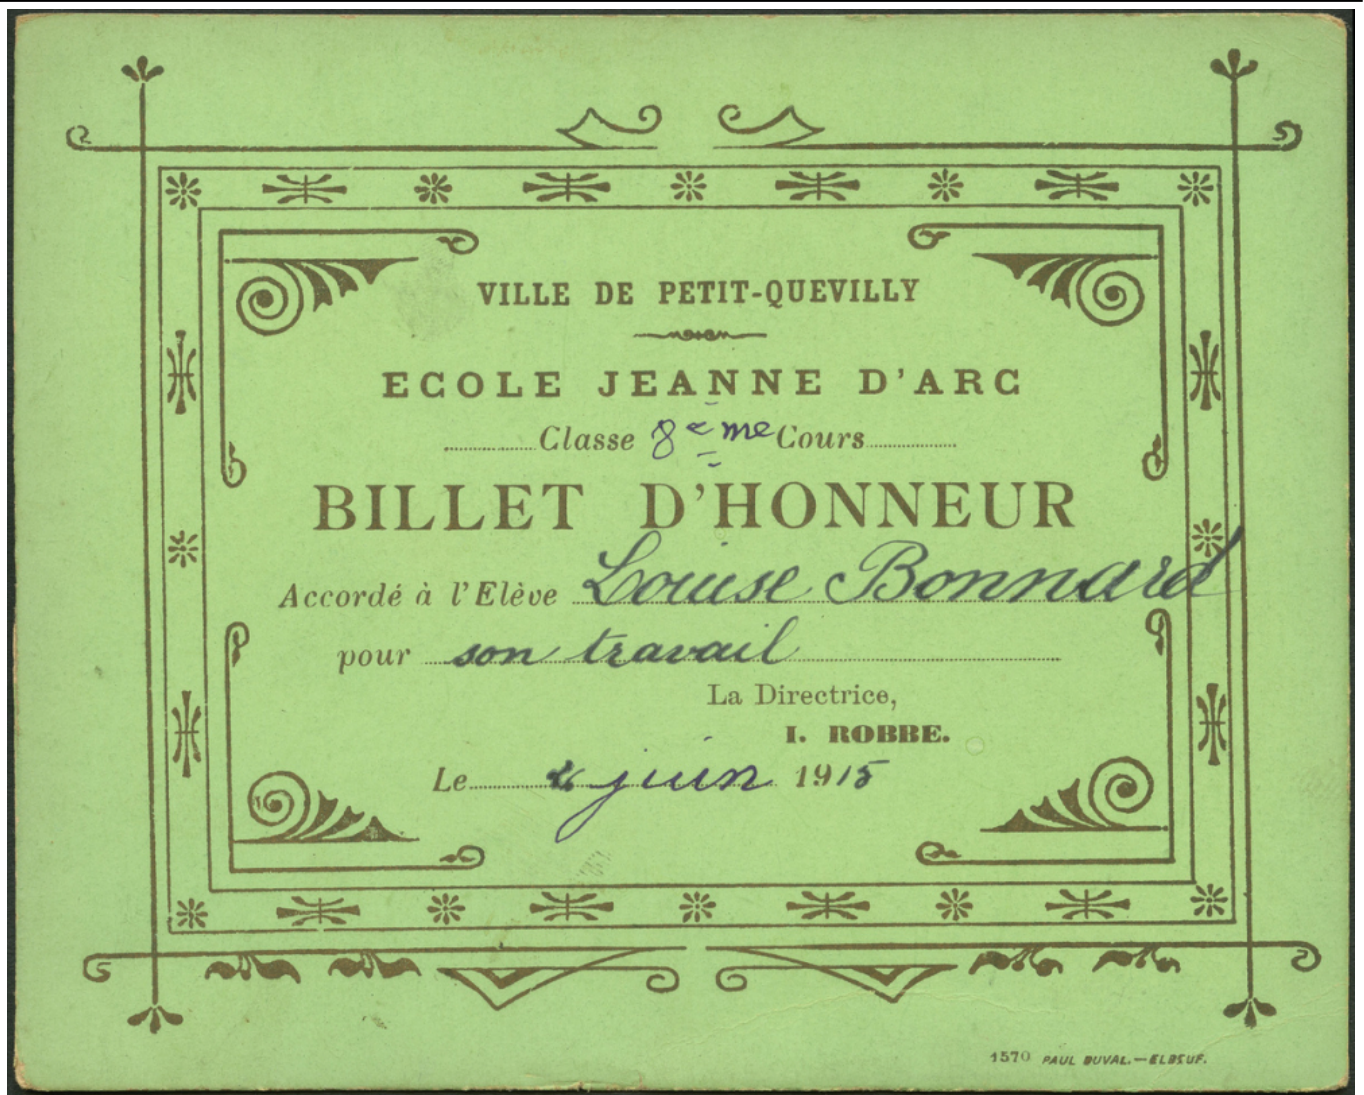 VILLE DE PETIT-QUEVILLY
ECOLE JEANNE D'ARC
Classe 8ème Cours
BILLET D'HONNEUR
Accordé à l'Elève Louise Bonnard
pour son travail
La Directrice,
I. ROBBE.
Le 4 juin 1915
1570 PAUL DUVAL.—ELBEUF.